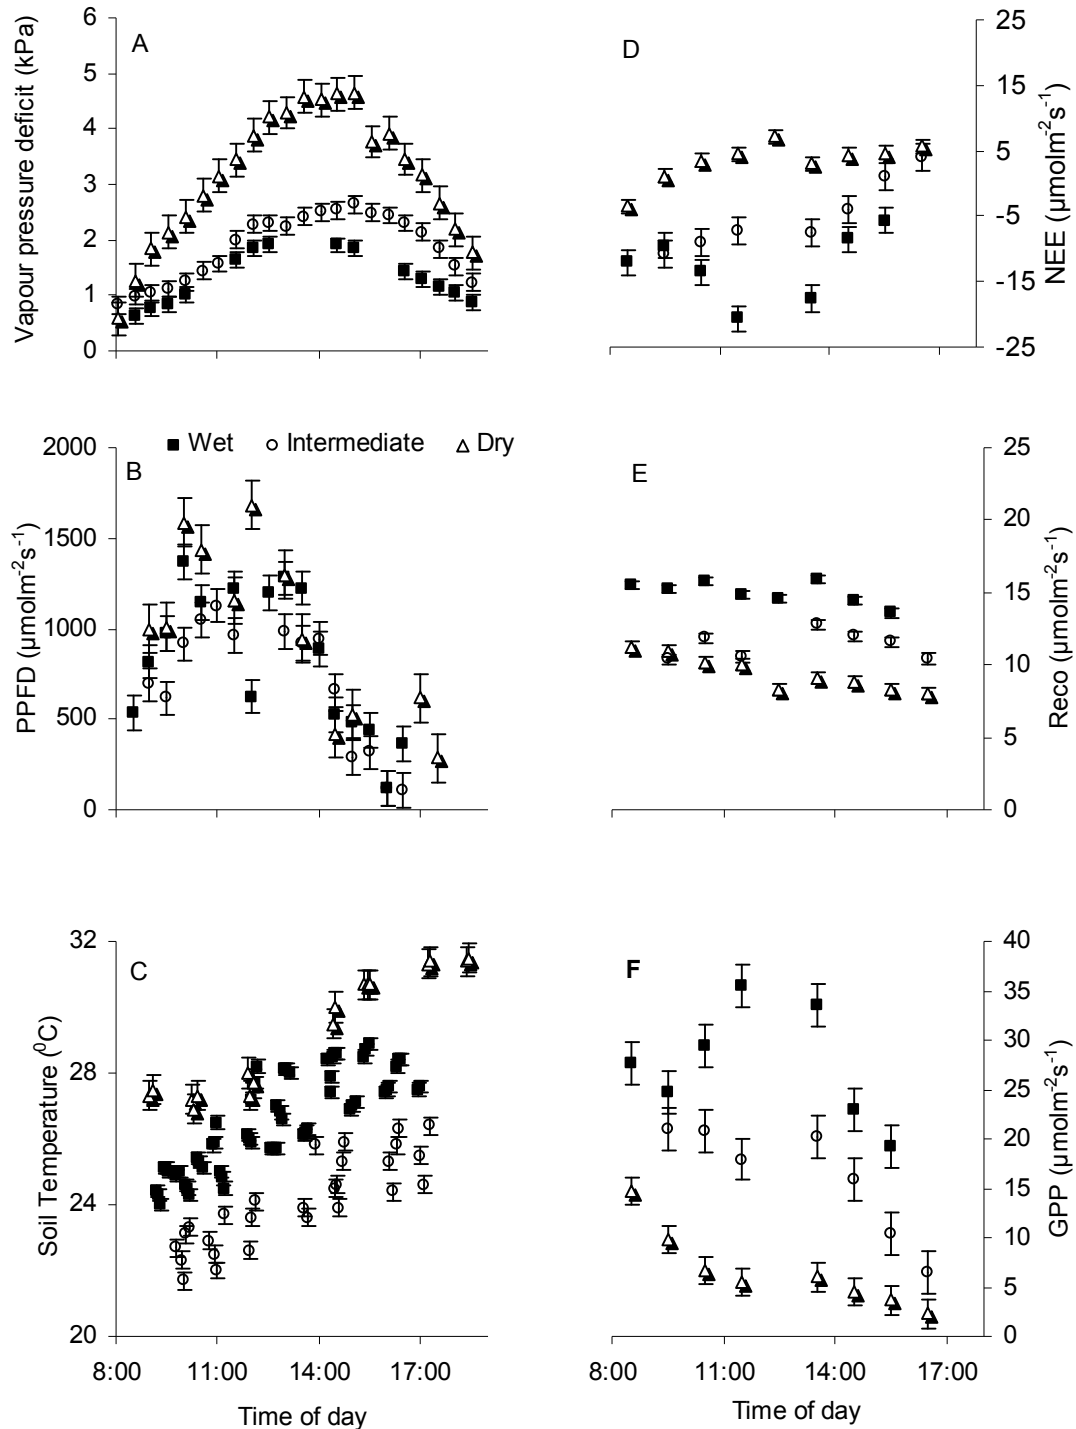 A
Vapour pressure deficit (kPa)
6
5
4
3
2
1
0
D
NEE (µmolm-2s-1)
25
15
5
-5
-15
-25
Wet Intermediate Dry
B
PPFD (µmolm-2s-1)
2000
1500
1000
500
0
E
Reco (µmolm-2s-1)
25
20
15
10
5
0
C
Soil Temperature (0C)
32
28
24
20
8:00 11:00 14:00 17:00
Time of day
F
GPP (µmolm-2s-1)
40
35
30
25
20
15
10
5
0
8:00 11:00 14:00 17:00
Time of day